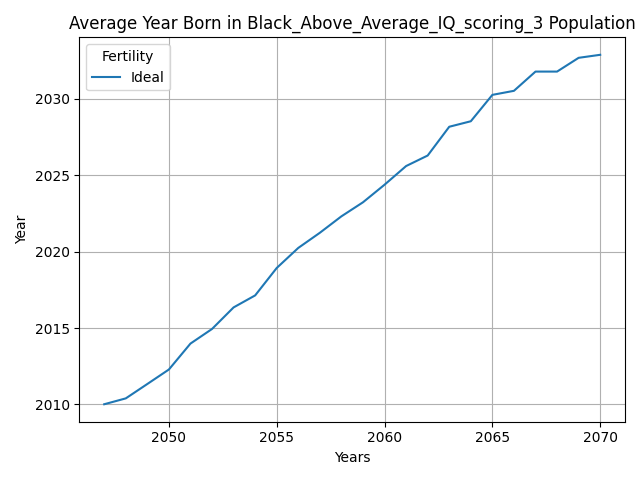 Average Year Born in Black_Above_Average_IQ_scoring_3 Population
Fertility
Ideal
Year
2030
2025
2020
2015
2010
2050 2055 2060 2065 2070
Years